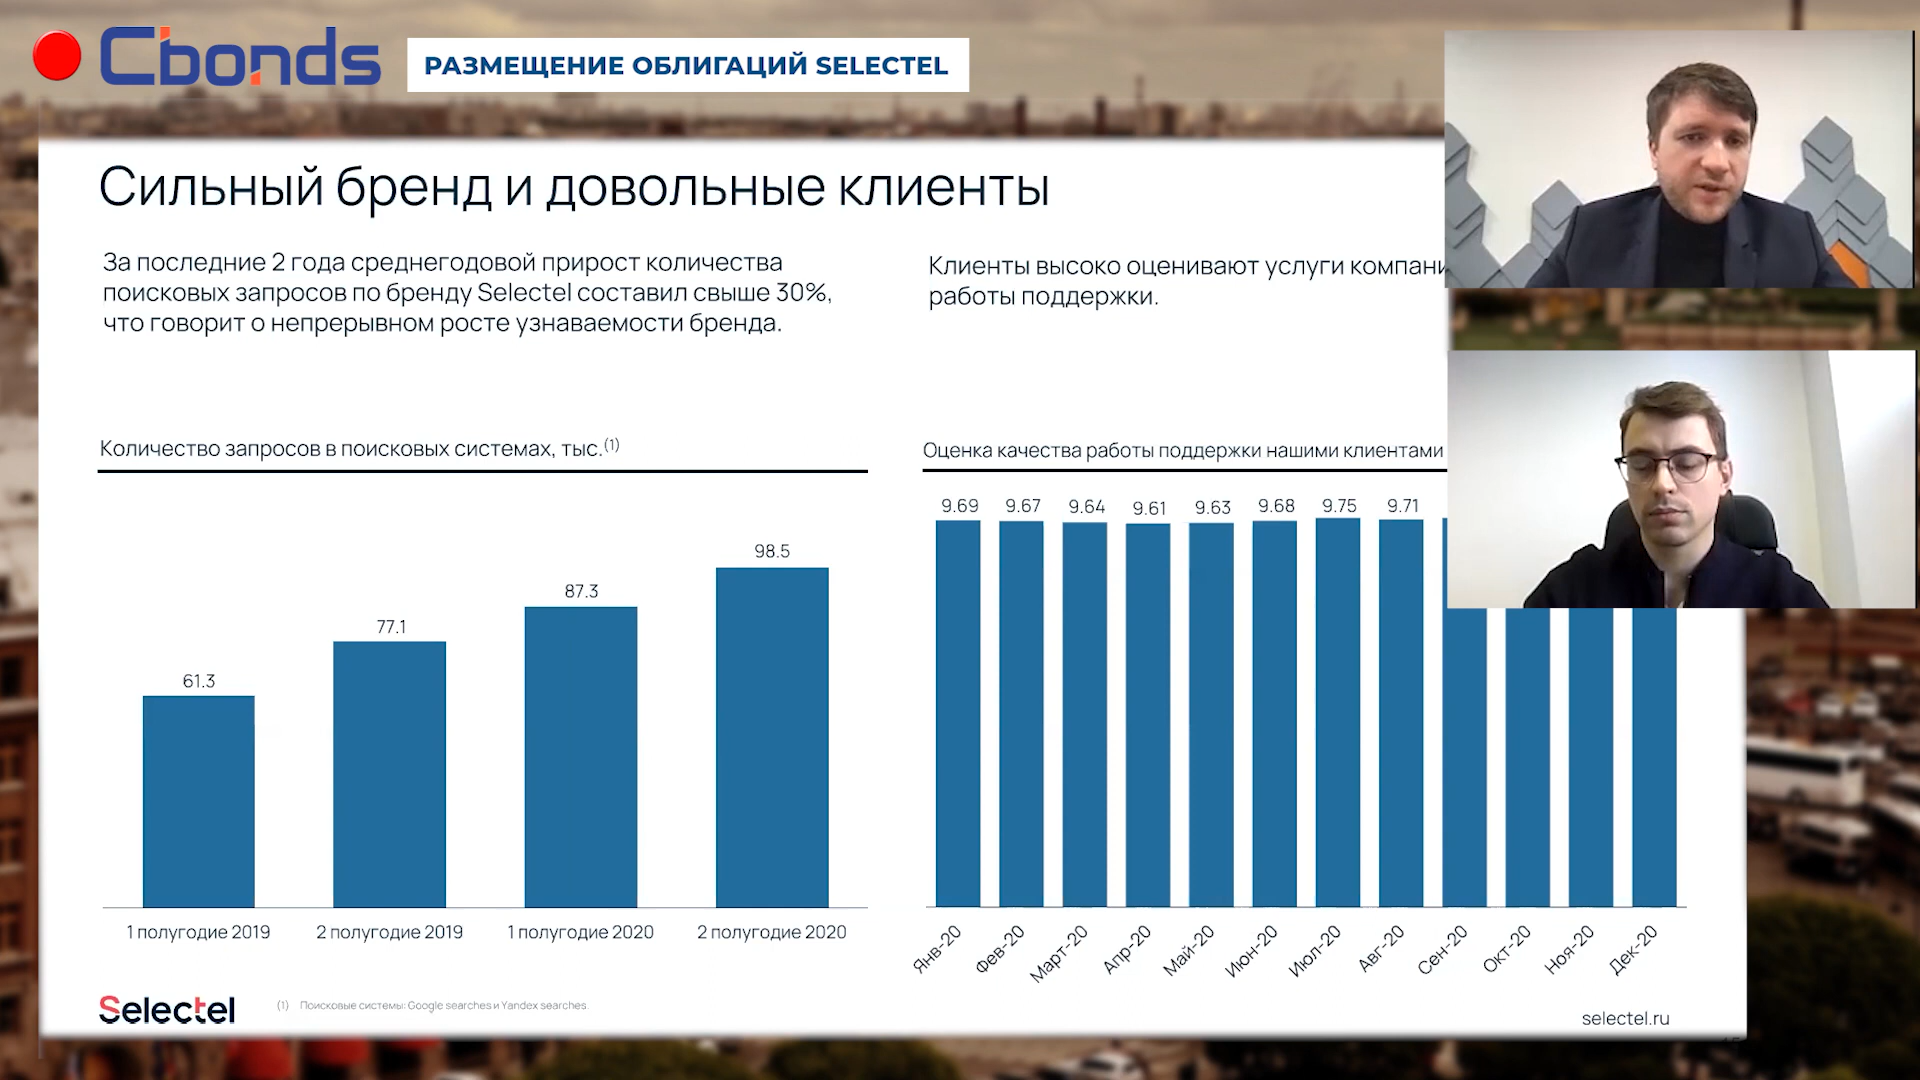 Cbonds
РАЗМЕЩЕНИЕ ОБЛИГАЦИЙ SELECTEL
Сильный бренд и довольные клиенты
За последние 2 года среднегодовой прирост количества
поисковых запросов по бренду Selectel составил свыше 30%,
что говорит о непрерывном росте узнаваемости бренда.
Клиенты высоко оценивают услуги
работы поддержки.
Количество запросов в поисковых системах, тыс.(1)
61.3
77.1
87.3
98.5
1 полугодие 2019
2 полугодие 2019
1 полугодие 2020
2 полугодие 2020
Оценка качества работы поддержки нашими клиентами
9.69
9.67
9.64
9.61
9.63
9.68
9.75
9.71
Янв-20
Фев-20
Март-20
Апр-20
Май-20
Июн-20
Июл-20
Авг-20
Сен-20
Окт-20
Ноя-20
Дек-20
Selectel
(1) Поисковые системы: Google searches и Yandex searches.
selectel.ru